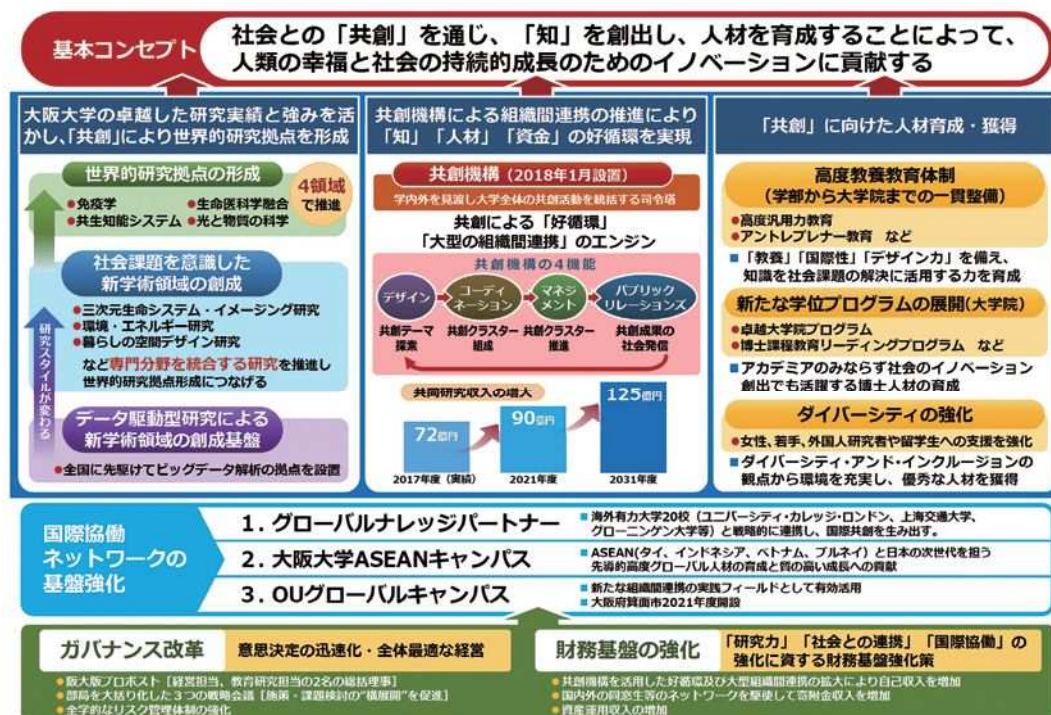 基本コンセプト
社会との「共創」を通じ、「知」を創出し、人材を育成することによって、
人類の幸福と社会の持続的成長のためのイノベーションに貢献する
大阪大学の卓越した研究実績と強みを活
かし、「共創」により世界的研究拠点を形成
世界的研究拠点の形成
4領域
で推進
●免疫学
●生命医科学融合
●共生知能システム
●光と物質の科学
社会課題を意識した
新学術領域の創成
●三次元生命システム・イメージング研究
●環境・エネルギー研究
●暮らしの空間デザイン研究
など専門分野を統合する研究を推進し
世界的研究拠点形成につなげる
研究スタイルが変わる
データ駆動型研究による
新学術領域の創成基盤
●全国に先駆けてビッグデータ解析の拠点を設置
共創機構による組織間連携の推進により
「知」「人材」「資金」の好循環を実現
共創機構(2018年1月設置)
学内外を見渡し大学全体の共創活動を統括する司令塔
共創による「好循環」
「大型の組織間連携」のエンジン
共創機構の4機能
デザイン
コーディ
ネーション
マネジ
メント
パブリック
リレーションズ
共創テーマ
探索
共創クラスター
組成
共創クラスター
推進
共創成果の
社会発信
共同研究収入の増大
72億円
90億円
125億円
2017年度(実績)
2021年度
2031年度
「共創」に向けた人材育成・獲得
高度教養教育体制
(学部から大学院までの一貫整備)
●高度汎用力教育
●アントレプレナー教育 など
■「教養」「国際性」「デザイン力」を備え、
知識を社会課題の解決に活用する力を育成
新たな学位プログラムの展開(大学院)
●卓越大学院プログラム
●博士課程教育リーディングプログラム など
■アカデミアのみならず社会のイノベーション
創出でも活躍する博士人材の育成
ダイバーシティの強化
●女性、若手、外国人研究者や留学生への支援を強化
■ダイバーシティ・アンド・インクルージョンの
観点から環境を充実し、優秀な人材を獲得
国際協働
ネットワークの
基盤強化
1. グローバルナレッジパートナー
■海外有力大学20校(ユニバーシティ・カレッジ・ロンドン、上海交通大学、
グローニンゲン大学等)と戦略的に連携し、国際共創を生み出す。
2. 大阪大学ASEANキャンパス
■ASEAN(タイ、インドネシア、ベトナム、ブルネイ)と日本の次世代を担う
先導的高度グローバル人材の育成と質の高い成長への貢献
3. OUグローバルキャンパス
■新たな組織間連携の実践フィールドとして有効活用
■大阪府箕面市2021年度開設
ガバナンス改革
意思決定の迅速化・全体最適な経営
●阪大版プロボスト[経営担当、教育研究担当の2名の総括理事]
●部局を大括り化した3つの戦略会議[施策・課題検討の"横展開"を促進]
●全学的なリスク管理体制の強化
財務基盤の強化
「研究力」「社会との連携」「国際協働」の
強化に資する財務基盤強化策
●共創機構を活用した好循環及び大型組織間連携の拡大により自己収入を増加
●国内外の同窓生等のネットワークを駆使して寄附金収入を増加
●資産運用収入の増加